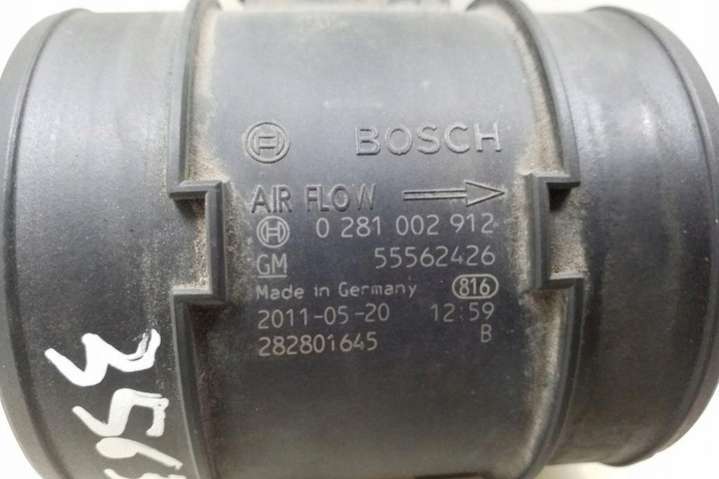 BOSCH
AIR FLOW
0 281 002 912
GM 55562426
Made in Germany 816
2011-05-20 12:59
282801645 B